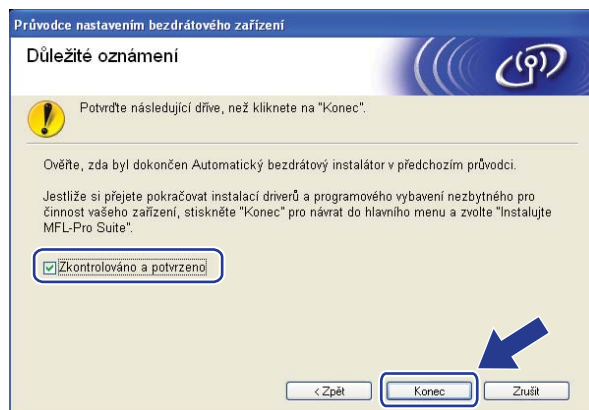 Průvodce nastavením bezdrátového zařízení
Důležité oznámení
Potvrďte následující dříve, než kliknete na "Konec".
Ověřte, zda byl dokončen Automatický bezdrátový instalátor v předchozím průvodci.
Jestliže si přejete pokračovat instalací driverů a programového vybavení nezbytného pro
činnost vašeho zařízení, stiskněte "Konec" pro návrat do hlavního menu a zvolte "Instalujte
MFL-Pro Suite".
Zkontrolováno a potvrzeno
< Zpět
Konec
Zrušit